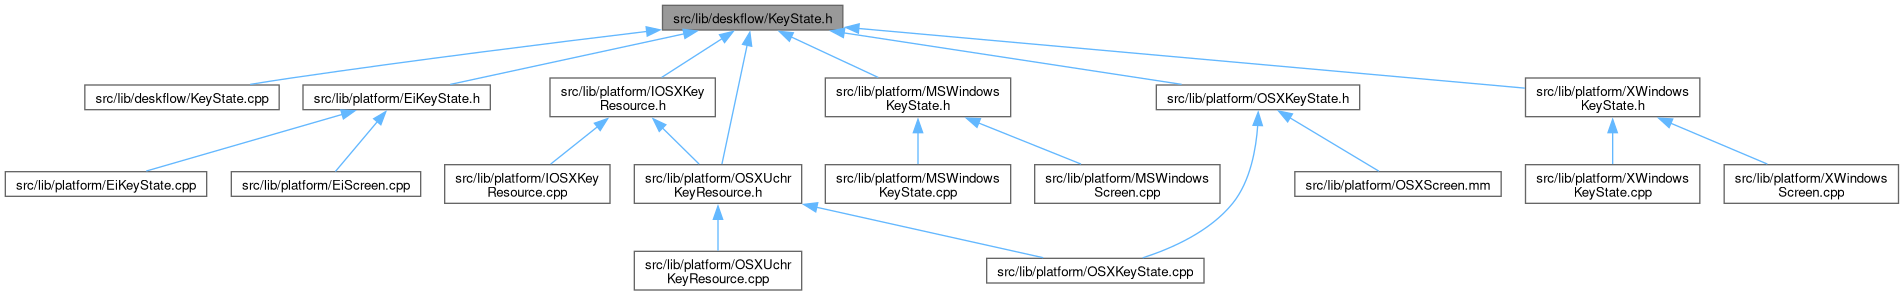 src/lib/deskflow/KeyState.h
src/lib/deskflow/KeyState.cpp
src/lib/platform/EiKeyState.h
src/lib/platform/IOSXKey
Resource.h
src/lib/platform/MSWindows
KeyState.h
src/lib/platform/OSXKeyState.h
src/lib/platform/XWindows
KeyState.h
src/lib/platform/EiKeyState.cpp
src/lib/platform/EiScreen.cpp
src/lib/platform/IOSXKey
Resource.cpp
src/lib/platform/OSXUchr
KeyResource.h
src/lib/platform/MSWindows
KeyState.cpp
src/lib/platform/MSWindows
Screen.cpp
src/lib/platform/OSXScreen.mm
src/lib/platform/XWindows
KeyState.cpp
src/lib/platform/XWindows
Screen.cpp
src/lib/platform/OSXUchr
KeyResource.cpp
src/lib/platform/OSXKeyState.cpp